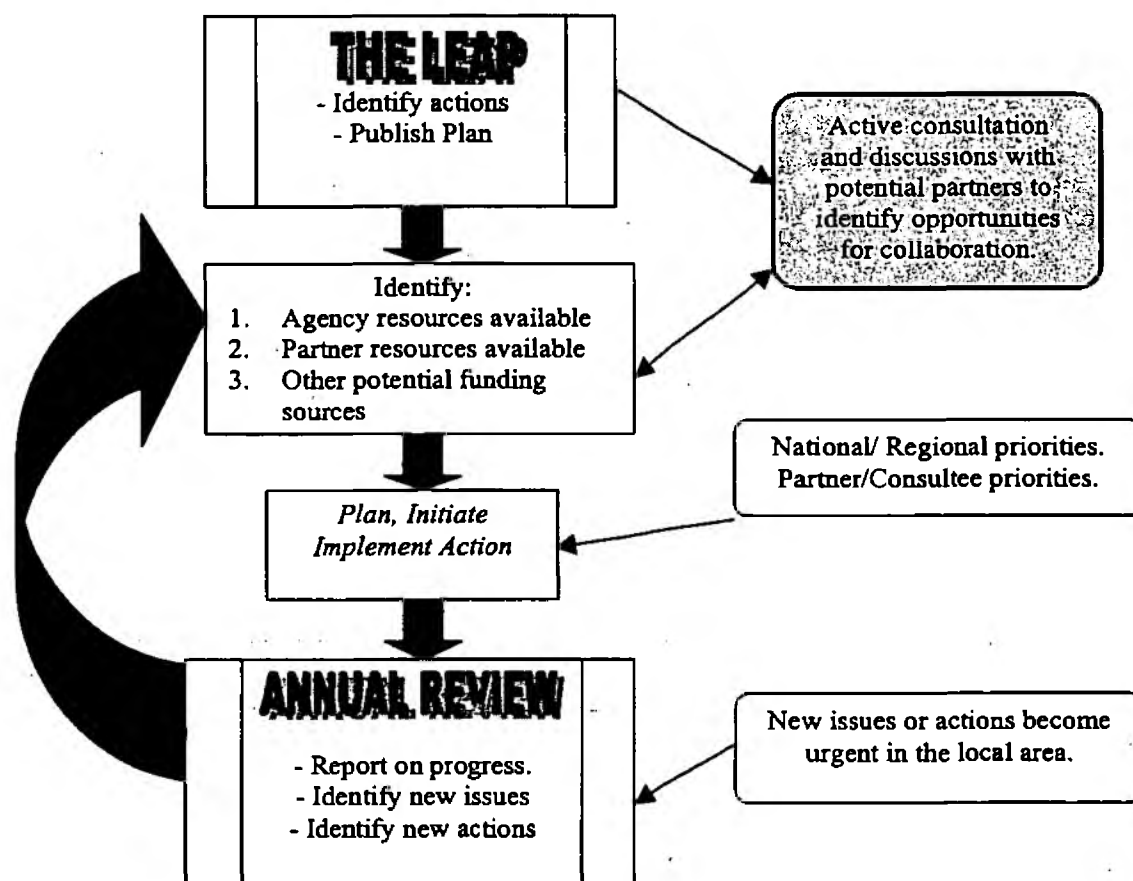 THE LEAP
- Identify actions
- Publish Plan
Active consultation
and discussions with
potential partners to
identify opportunities
for collaboration.
Identify:
1. Agency resources available
2. Partner resources available
3. Other potential funding
sources
National/ Regional priorities.
Partner/Consultee priorities.
Plan, Initiate
Implement Action
ANNUAL REVIEW
- Report on progress.
- Identify new issues
- Identify new actions
New issues or actions become
urgent in the local area.